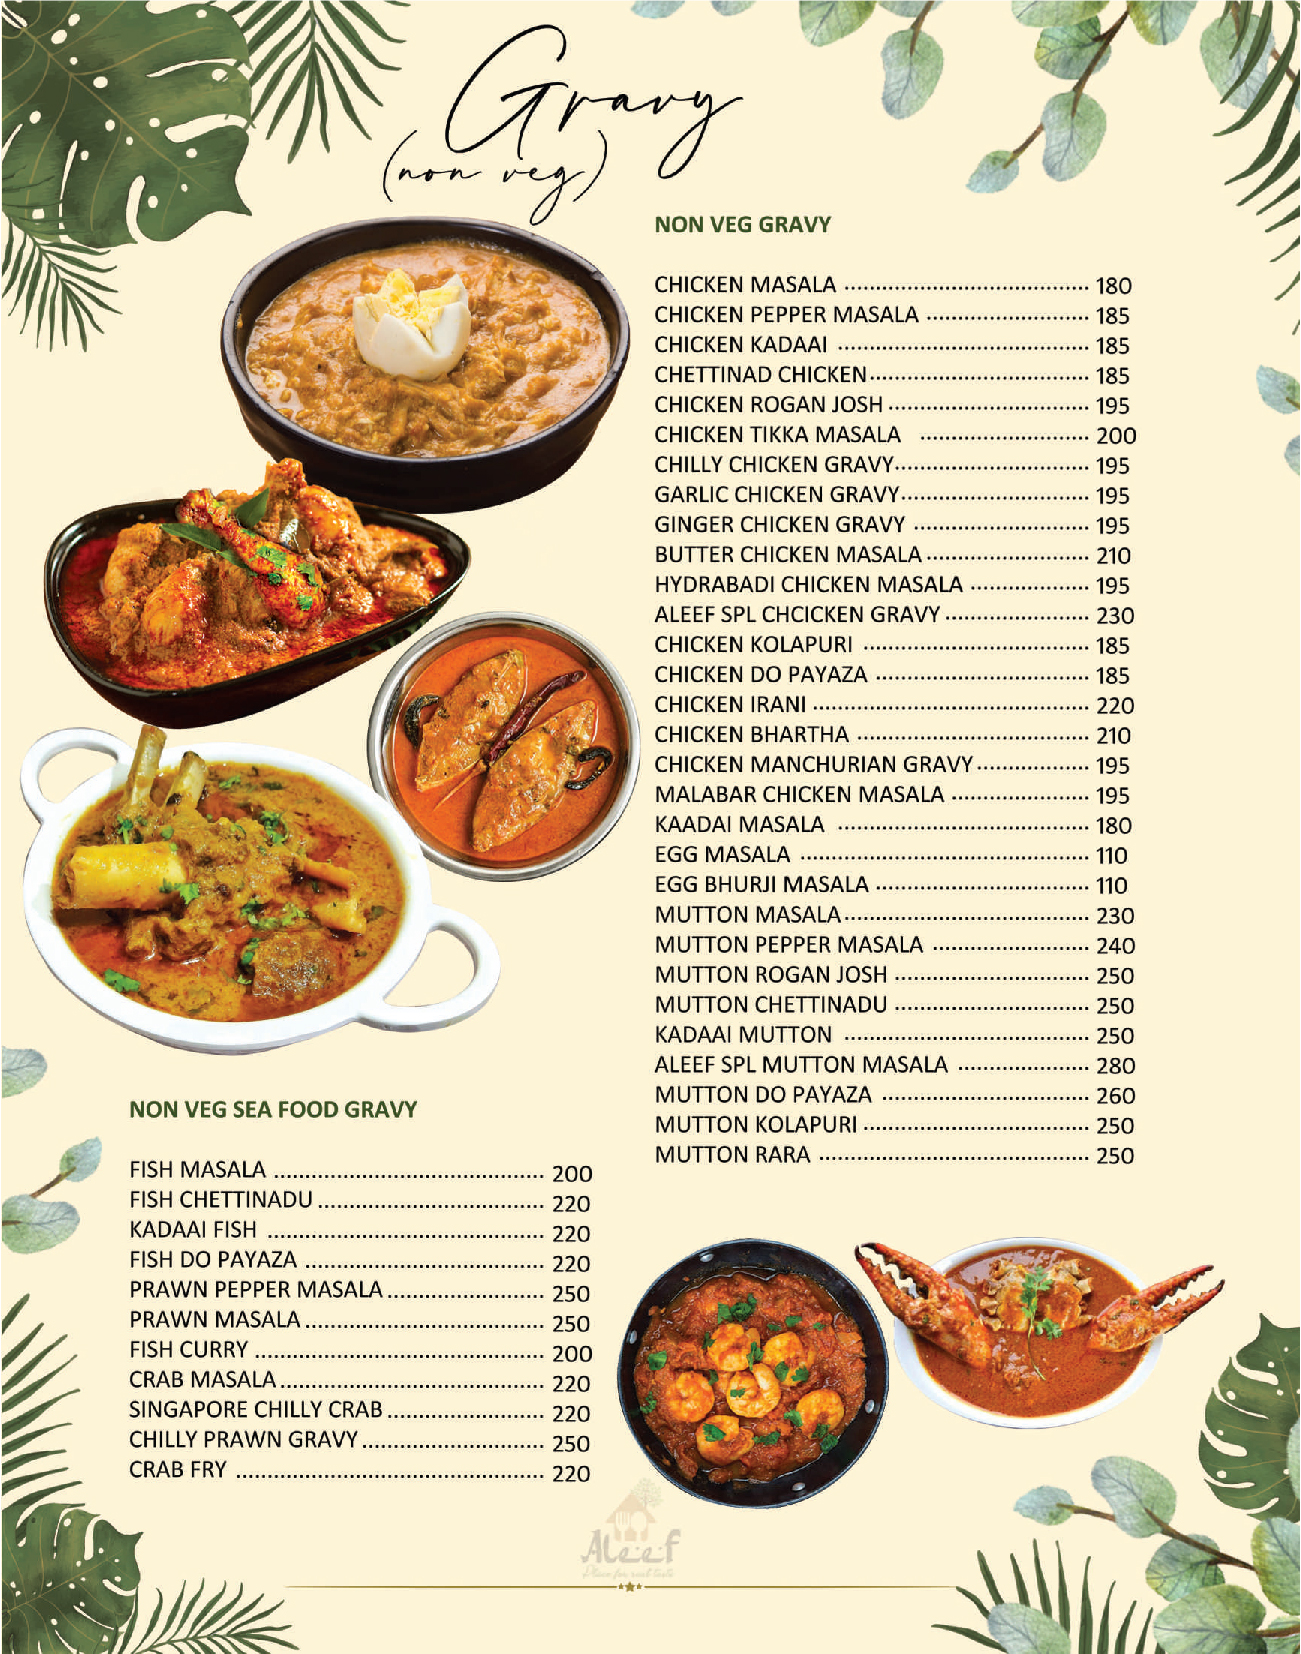 Gravy
(non veg)
NON VEG GRAVY
CHICKEN MASALA 180
CHICKEN PEPPER MASALA 185
CHICKEN KADAAI 185
CHETTINAD CHICKEN 185
CHICKEN ROGAN JOSH 195
CHICKEN TIKKA MASALA 200
CHILLY CHICKEN GRAVY 195
GARLIC CHICKEN GRAVY 195
GINGER CHICKEN GRAVY 195
BUTTER CHICKEN MASALA 210
HYDRABADI CHICKEN MASALA 195
ALEEF SPL CHCICKEN GRAVY 230
CHICKEN KOLAPURI 185
CHICKEN DO PAYAZA 185
CHICKEN IRANI 220
CHICKEN BHARTHA 210
CHICKEN MANCHURIAN GRAVY 195
MALABAR CHICKEN MASALA 195
KAADAI MASALA 180
EGG MASALA 110
EGG BHURJI MASALA 110
MUTTON MASALA 230
MUTTON PEPPER MASALA 240
MUTTON ROGAN JOSH 250
MUTTON CHETTINADU 250
KADAAI MUTTON 250
ALEEF SPL MUTTON MASALA 280
MUTTON DO PAYAZA 260
MUTTON KOLAPURI 250
MUTTON RARA 250
NON VEG SEA FOOD GRAVY
FISH MASALA 200
FISH CHETTINADU 220
KADAAI FISH 220
FISH DO PAYAZA 220
PRAWN PEPPER MASALA 250
PRAWN MASALA 250
FISH CURRY 200
CRAB MASALA 220
SINGAPORE CHILLY CRAB 220
CHILLY PRAWN GRAVY 250
CRAB FRY 220
Aleef
Place for real taste